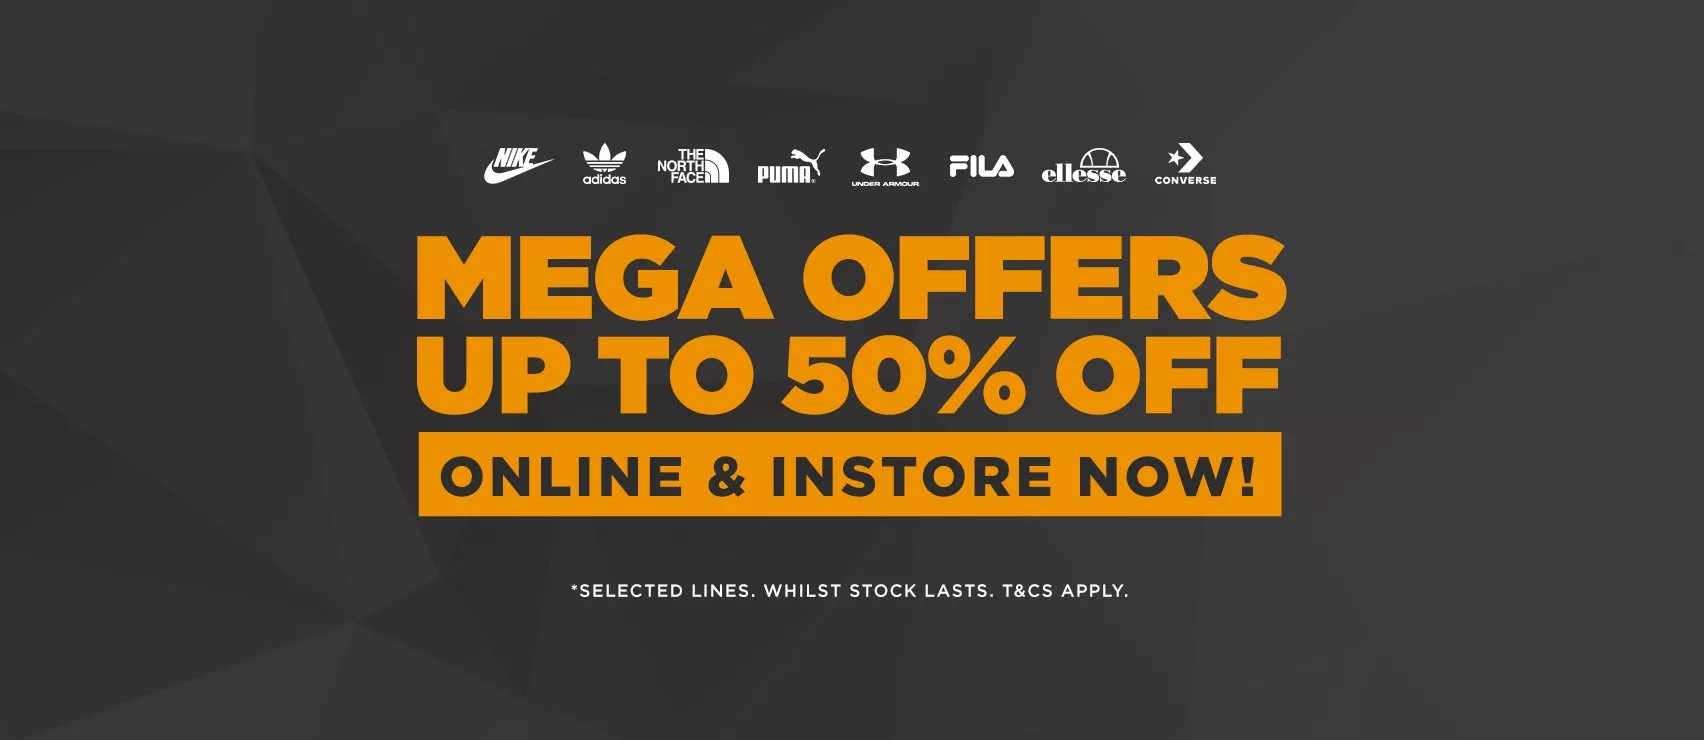 NIKE adidas THE NORTH FACE PUMA UNDER ARMOUR FILA ellesse CONVERSE
MEGA OFFERS
UP TO 50% OFF
ONLINE & INSTORE NOW!
*SELECTED LINES. WHILST STOCK LASTS. T&CS APPLY.